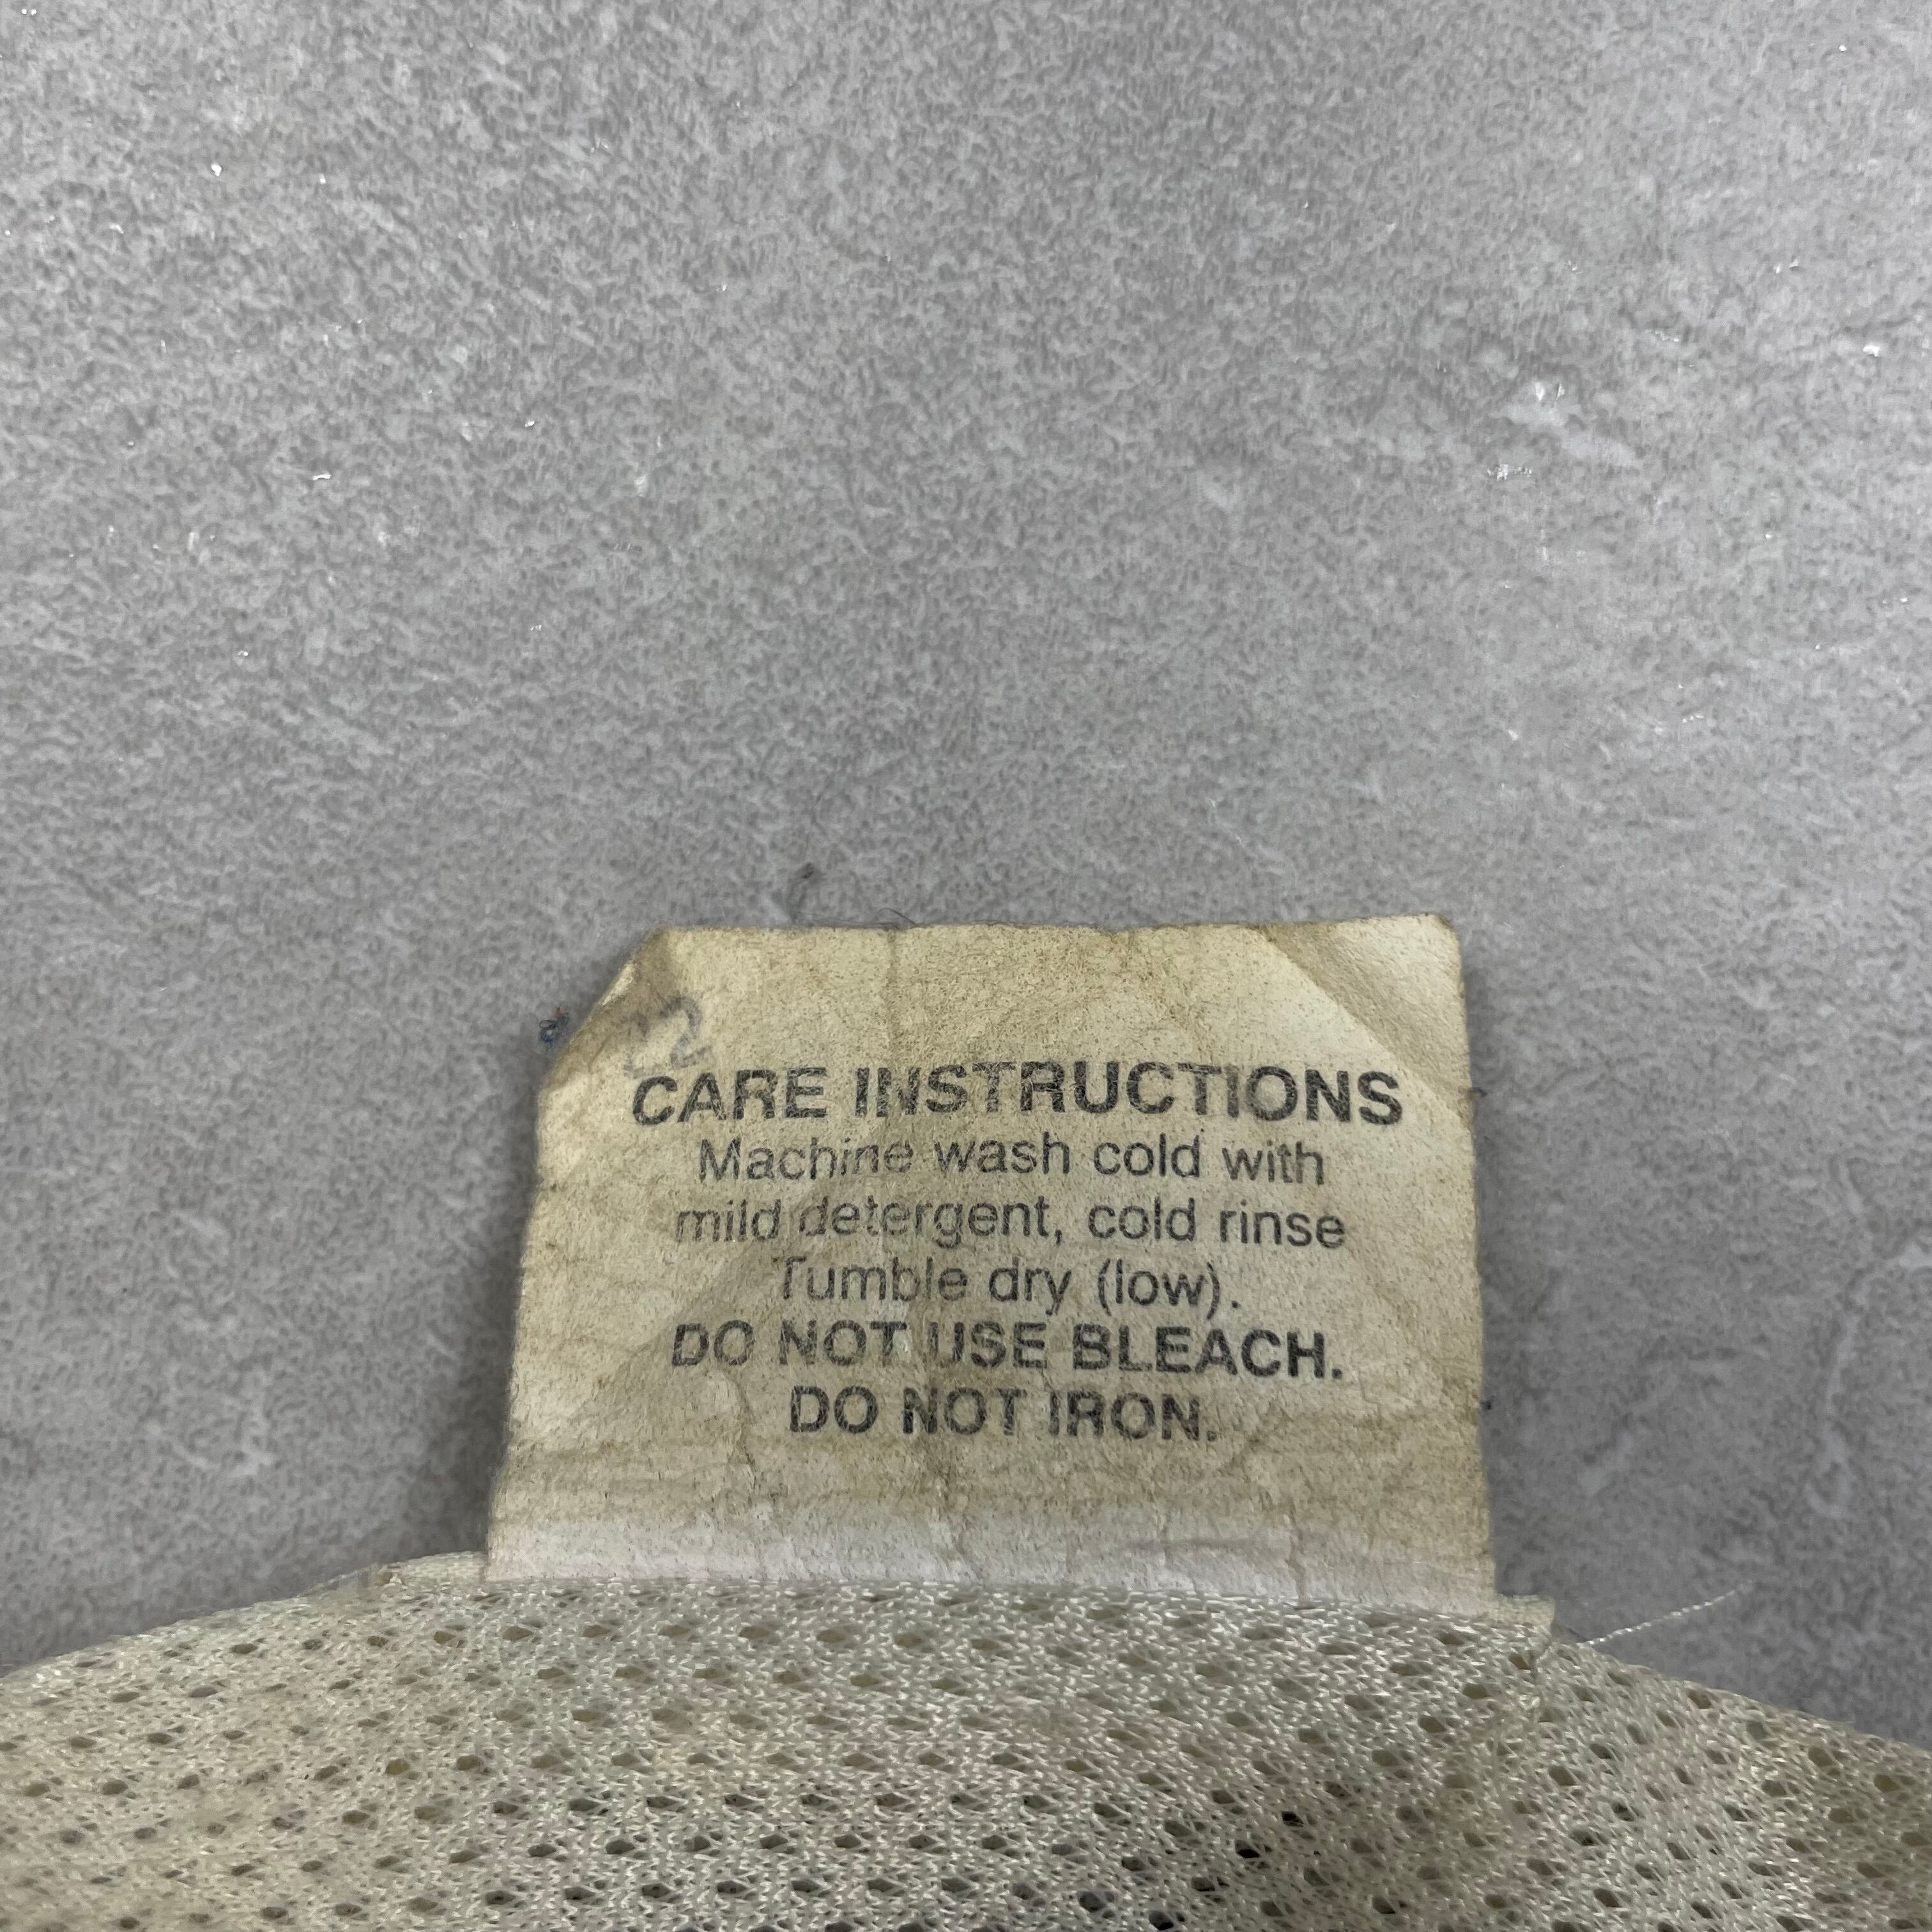 CARE INSTRUCTIONS
Machine wash cold with
mild detergent, cold rinse
Tumble dry (low).
DO NOT USE BLEACH.
DO NOT IRON.